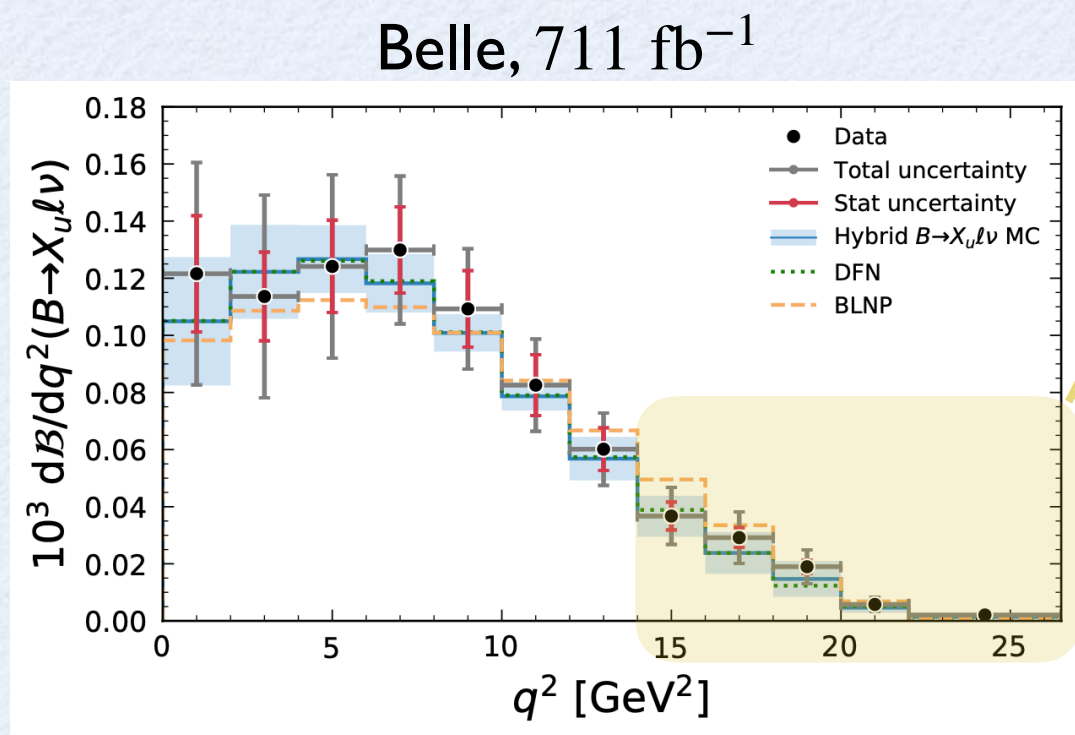 Belle, 711 fb⁻¹
10³ dℬ/dq²(B→Xᵤℓν)
0.18
0.16
0.14
0.12
0.10
0.08
0.06
0.04
0.02
0.00
Data
Total uncertainty
Stat uncertainty
Hybrid B→Xᵤℓν MC
DFN
BLNP
0 5 10 15 20 25
q² [GeV²]